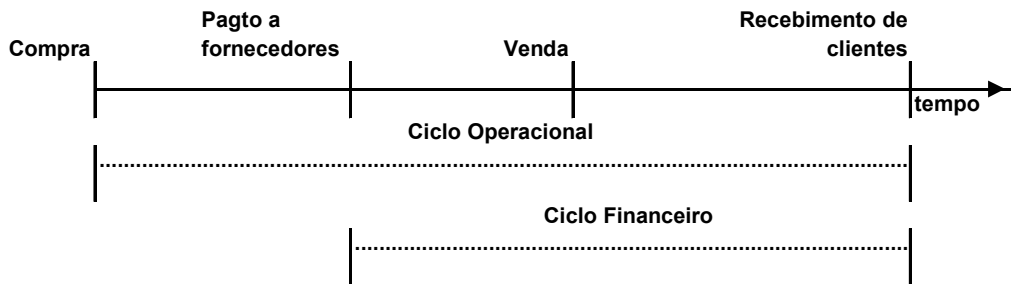 Pagto a
fornecedores
Recebimento de
clientes
Compra
Venda
tempo
Ciclo Operacional
Ciclo Financeiro